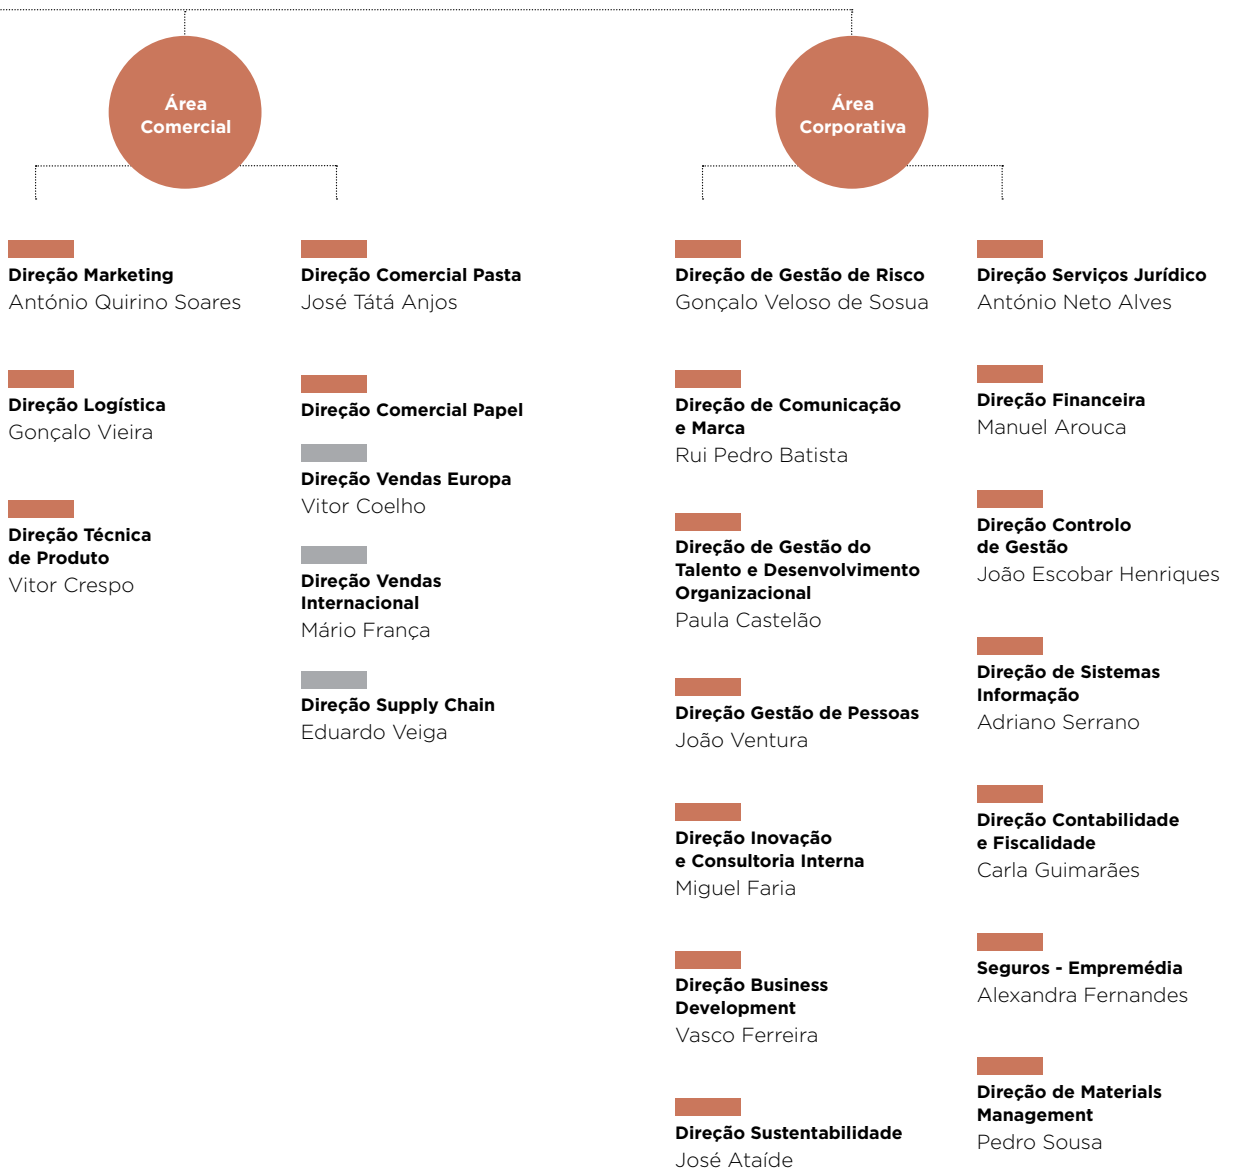 Área
Comercial
Direção Marketing
António Quirino Soares
Direção Logística
Gonçalo Vieira
Direção Técnica
de Produto
Vitor Crespo
Direção Comercial Pasta
José Tátá Anjos
Direção Comercial Papel
Direção Vendas Europa
Vitor Coelho
Direção Vendas
Internacional
Mário França
Direção Supply Chain
Eduardo Veiga
Área
Corporativa
Direção de Gestão de Risco
Gonçalo Veloso de Sosua
Direção de Comunicação
e Marca
Rui Pedro Batista
Direção de Gestão do
Talento e Desenvolvimento
Organizacional
Paula Castelão
Direção Gestão de Pessoas
João Ventura
Direção Inovação
e Consultoria Interna
Miguel Faria
Direção Business
Development
Vasco Ferreira
Direção Sustentabilidade
José Ataíde
Direção Serviços Jurídico
António Neto Alves
Direção Financeira
Manuel Arouca
Direção Controlo
de Gestão
João Escobar Henriques
Direção de Sistemas
Informação
Adriano Serrano
Direção Contabilidade
e Fiscalidade
Carla Guimarães
Seguros - Empremédia
Alexandra Fernandes
Direção de Materials
Management
Pedro Sousa